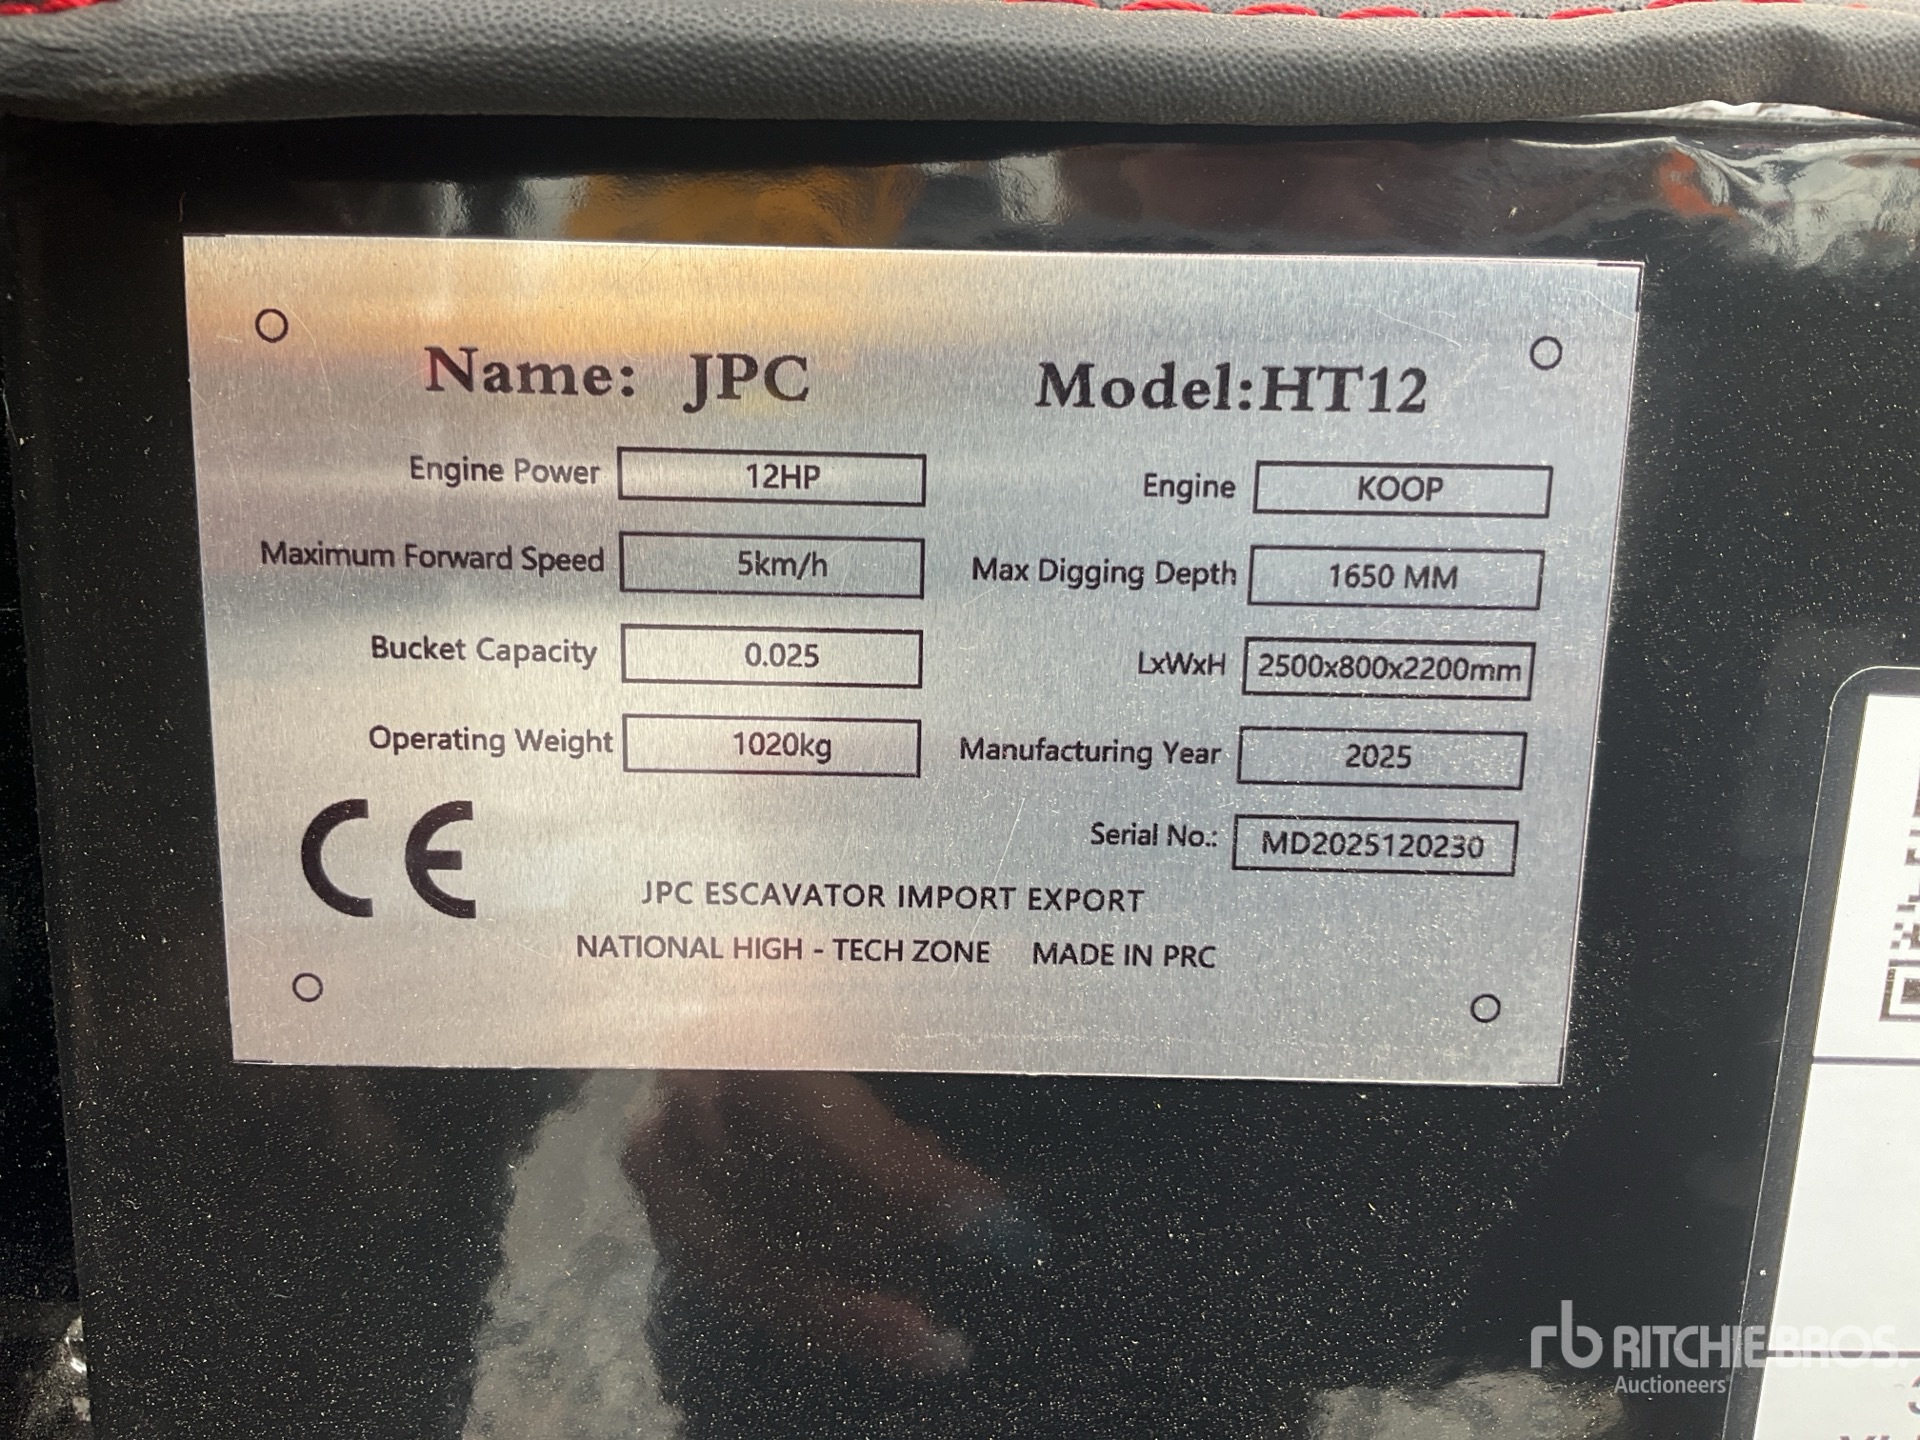 Name: JPC Model:HT12
Engine Power 12HP Engine KOOP
Maximum Forward Speed 5km/h Max Digging Depth 1650 MM
Bucket Capacity 0.025 LxWxH 2500x800x2200mm
Operating Weight 1020kg Manufacturing Year 2025
Serial No.: MD2025120230
CE
JPC ESCAVATOR IMPORT EXPORT
NATIONAL HIGH - TECH ZONE MADE IN PRC
rb RITCHIE BROS.
Auctioneers